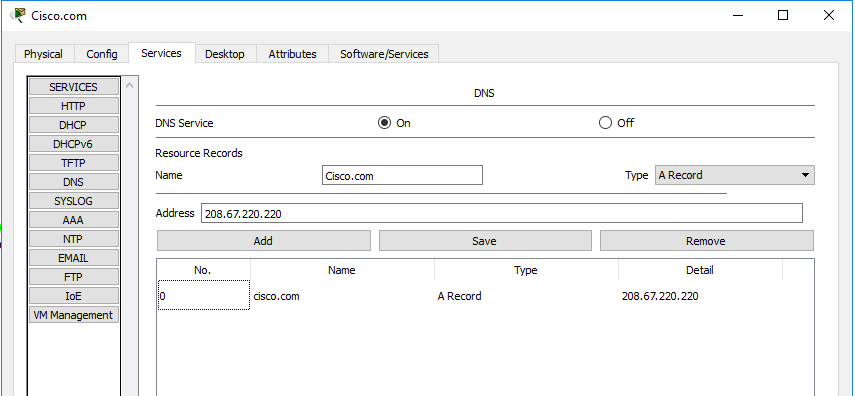 Cisco.com
Physical Config Services Desktop Attributes Software/Services
SERVICES
HTTP
DHCP
DHCPv6
TFTP
DNS
SYSLOG
AAA
NTP
EMAIL
FTP
IoE
VM Management
DNS
DNS Service On Off
Resource Records
Name Cisco.com Type A Record
Address 208.67.220.220
Add Save Remove
No. Name Type Detail
0 cisco.com A Record 208.67.220.220